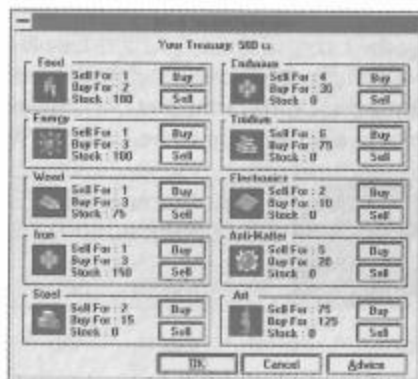 Your Treasury: 500 cr.
Food
Sell For : 1
Buy For : 2
Stock : 100
Buy
Sell
Endurium
Sell For : 4
Buy For : 30
Stock : 0
Buy
Sell
Energy
Sell For : 1
Buy For : 3
Stock : 100
Buy
Sell
Sell For : 6
Buy For : 75
Stock : 0
Buy
Sell
Wood
Sell For : 1
Buy For : 3
Stock : 75
Buy
Sell
Electronics
Sell For : 2
Buy For : 10
Stock : 0
Buy
Sell
Iron
Sell For : 1
Buy For : 3
Stock : 150
Buy
Sell
Anti-Matter
Sell For : 5
Buy For : 20
Stock : 0
Buy
Sell
Steel
Sell For : 2
Buy For : 15
Stock : 0
Buy
Sell
Art
Sell For : 75
Buy For : 125
Stock : 0
Buy
Sell
OK
Cancel
Advice